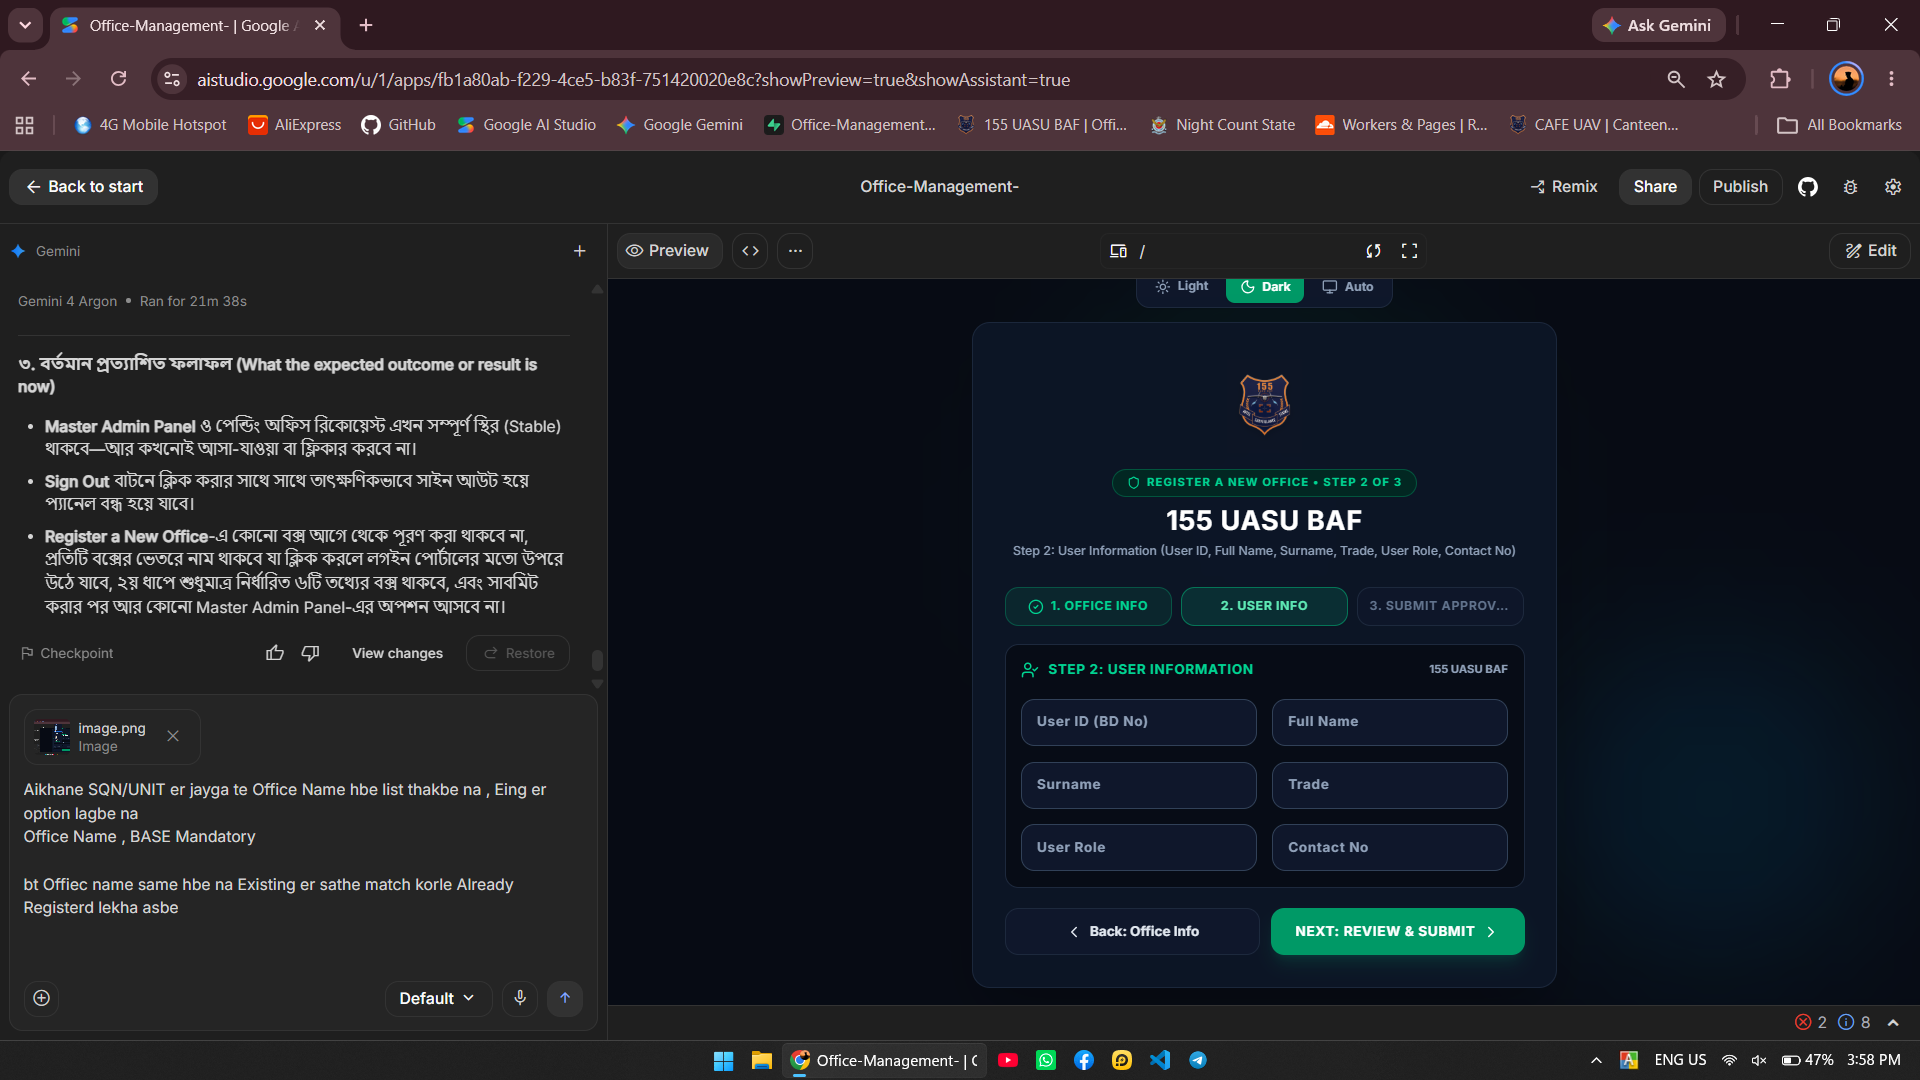 Office-Management- | Google A
Ask Gemini
aistudio.google.com/u/1/apps/fb1a80ab-f229-4ce5-b83f-751420020e8c?showPreview=true&showAssistant=true
4G Mobile Hotspot
AliExpress
GitHub
Google AI Studio
Google Gemini
Office-Management...
155 UASU BAF | Offi...
Night Count State
Workers & Pages | R...
CAFE UAV | Canteen...
All Bookmarks
Back to start
Office-Management-
Remix
Share
Publish
Gemini
Preview
/
Edit
Gemini 4 Argon • Ran for 21m 38s
৩. বর্তমান প্রত্যাশিত ফলাফল (What the expected outcome or result is
now)
• Master Admin Panel ও পেন্ডিং অফিস রিকোয়েস্ট এখন সম্পূর্ণ স্থির (Stable)
থাকবে—আর কখনোই আসা-যাওয়া বা ফ্লিকার করবে না।
• Sign Out বাটনে ক্লিক করার সাথে সাথে তাৎক্ষণিকভাবে সাইন আউট হয়ে
প্যানেল বন্ধ হয়ে যাবে।
• Register a New Office-এ কোনো বক্স আগে থেকে পূরণ করা থাকবে না,
প্রতিটি বক্সের ভেতরে নাম থাকবে যা ক্লিক করলে লগইন পোর্টালের মতো উপরে
উঠে যাবে, ২য় ধাপে শুধুমাত্র নির্ধারিত ৬টি তথ্যের বক্স থাকবে, এবং সাবমিট
করার পর আর কোনো Master Admin Panel-এর অপশন আসবে না।
Checkpoint
View changes
Restore
image.png
Image
Aikhane SQN/UNIT er jayga te Office Name hbe list thakbe na , Eing er
option lagbe na
Office Name , BASE Mandatory
bt Offiec name same hbe na Existing er sathe match korle Already
Registerd lekha asbe
Default
Light
Dark
Auto
155
REGISTER A NEW OFFICE • STEP 2 OF 3
155 UASU BAF
Step 2: User Information (User ID, Full Name, Surname, Trade, User Role, Contact No)
1. OFFICE INFO
2. USER INFO
3. SUBMIT APPROV...
STEP 2: USER INFORMATION
155 UASU BAF
User ID (BD No)
Full Name
Surname
Trade
User Role
Contact No
Back: Office Info
NEXT: REVIEW & SUBMIT
2
8
Office-Management- | G
ENG US
47%
3:58 PM